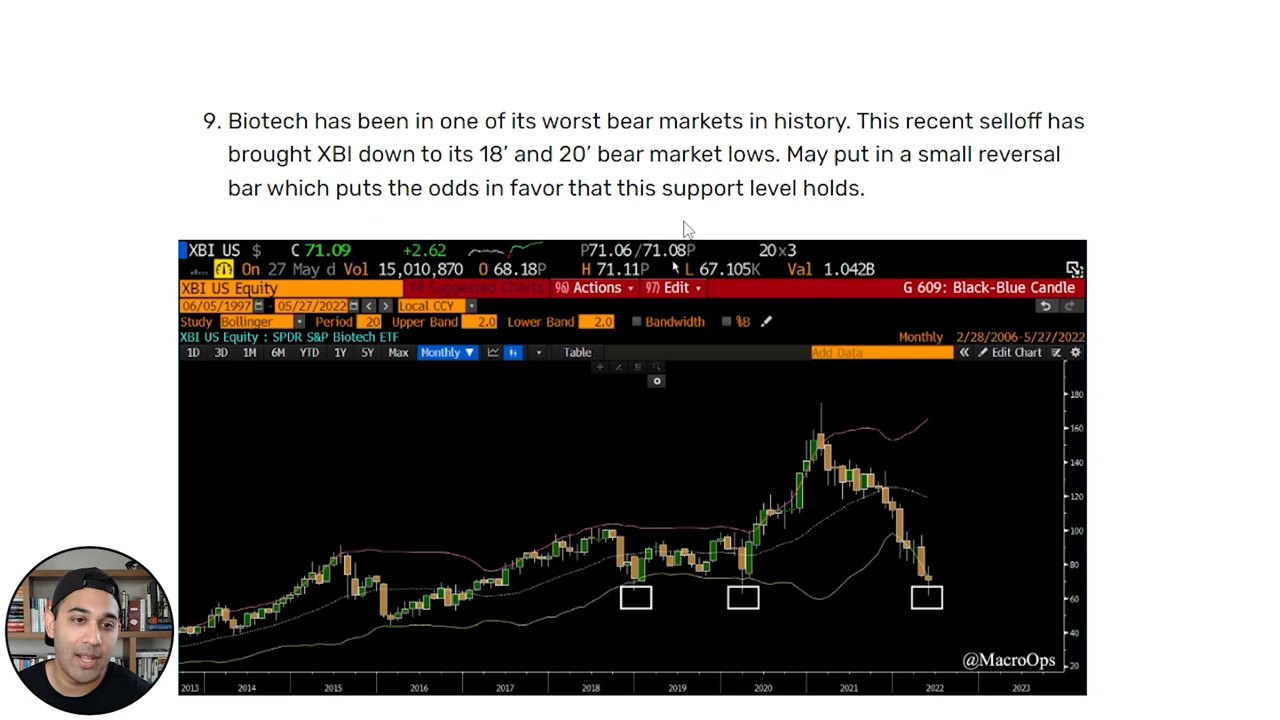 9. Biotech has been in one of its worst bear markets in history. This recent selloff has
brought XBI down to its 18’ and 20’ bear market lows. May put in a small reversal
bar which puts the odds in favor that this support level holds.
XBI US $ C 71.09 +2.62 P71.06/71.08P 20x3
On 27 May d Vol 15,010,870 O 68.18P H 71.11P L 67.105K Val 1.042B
XBI US Equity 98 Suggested Charts 96) Actions 97) Edit G 609: Black-Blue Candle
06/05/1997 - 05/27/2022 < > Local CCY
Study Bollinger Period 20 Upper Band 2.0 Lower Band 2.0 Bandwidth %B
XBI US Equity : SPDR S&P Biotech ETF Monthly 2/28/2006-5/27/2022
1D 3D 1M 6M YTD 1Y 5Y Max Monthly ▼ Table Add Data « Edit Chart
180
160
140
120
100
80
60
40
20
@MacroOps
2013 2014 2015 2016 2017 2018 2019 2020 2021 2022 2023